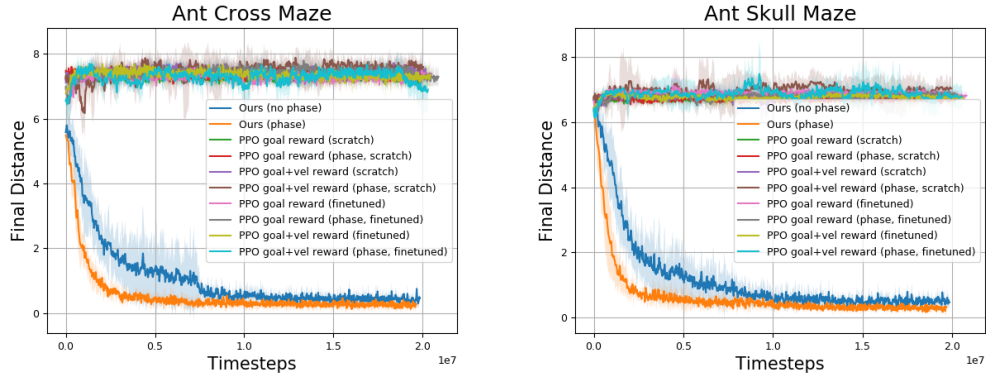 Ant Cross Maze
Final Distance
8
6
4
2
0
Ours (no phase)
Ours (phase)
PPO goal reward (scratch)
PPO goal reward (phase, scratch)
PPO goal+vel reward (scratch)
PPO goal+vel reward (phase, scratch)
PPO goal reward (finetuned)
PPO goal reward (phase, finetuned)
PPO goal+vel reward (finetuned)
PPO goal+vel reward (phase, finetuned)
0.0 0.5 1.0 1.5 2.0
1e7
Timesteps
Ant Skull Maze
Final Distance
8
6
4
2
0
Ours (no phase)
Ours (phase)
PPO goal reward (scratch)
PPO goal reward (phase, scratch)
PPO goal+vel reward (scratch)
PPO goal+vel reward (phase, scratch)
PPO goal reward (finetuned)
PPO goal reward (phase, finetuned)
PPO goal+vel reward (finetuned)
PPO goal+vel reward (phase, finetuned)
0.0 0.5 1.0 1.5 2.0
1e7
Timesteps